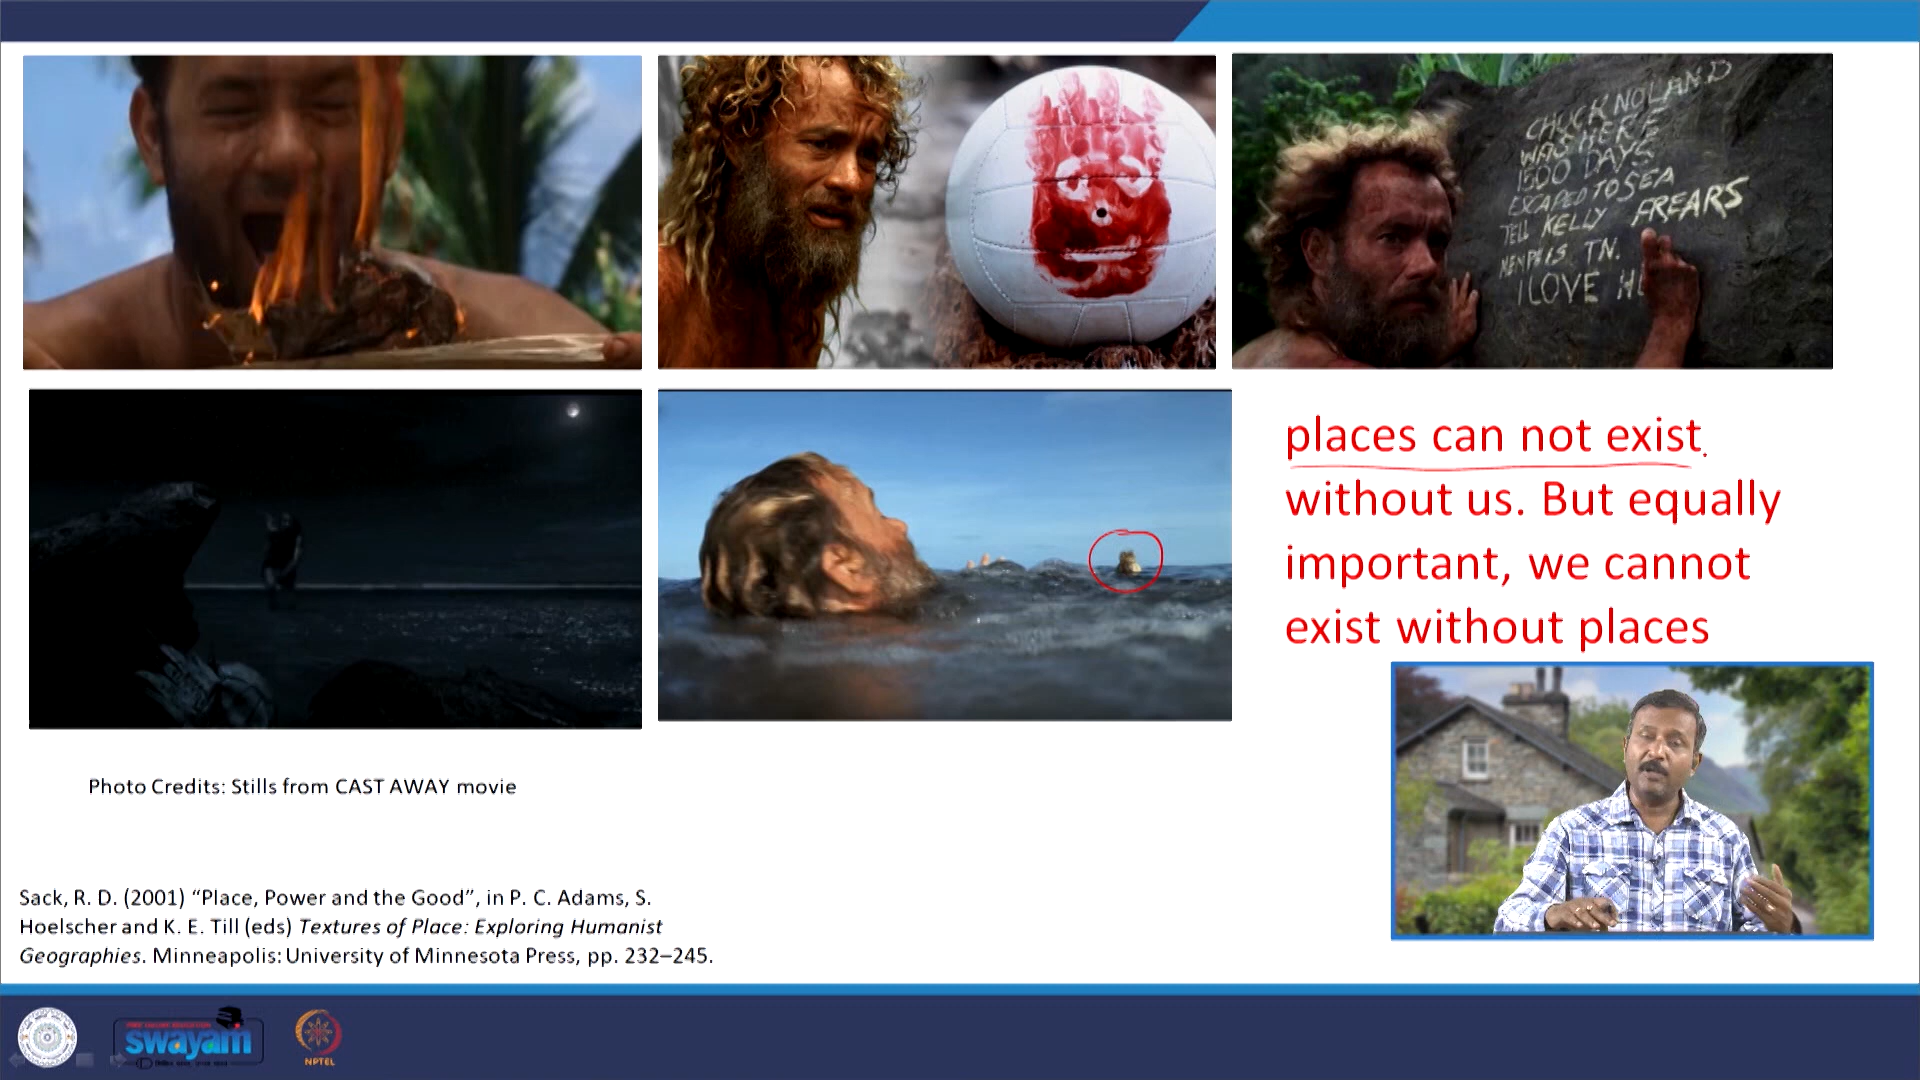 CHUCK NOLAND
WAS HERE
1500 DAYS
ESCAPED TO SEA
TELL KELLY FREARS
MEMPHIS TN.
I LOVE H
places can not exist
without us. But equally
important, we cannot
exist without places
Photo Credits: Stills from CAST AWAY movie
Sack, R. D. (2001) “Place, Power and the Good”, in P. C. Adams, S.
Hoelscher and K. E. Till (eds) Textures of Place: Exploring Humanist
Geographies. Minneapolis: University of Minnesota Press, pp. 232–245.
swayam
NPTEL